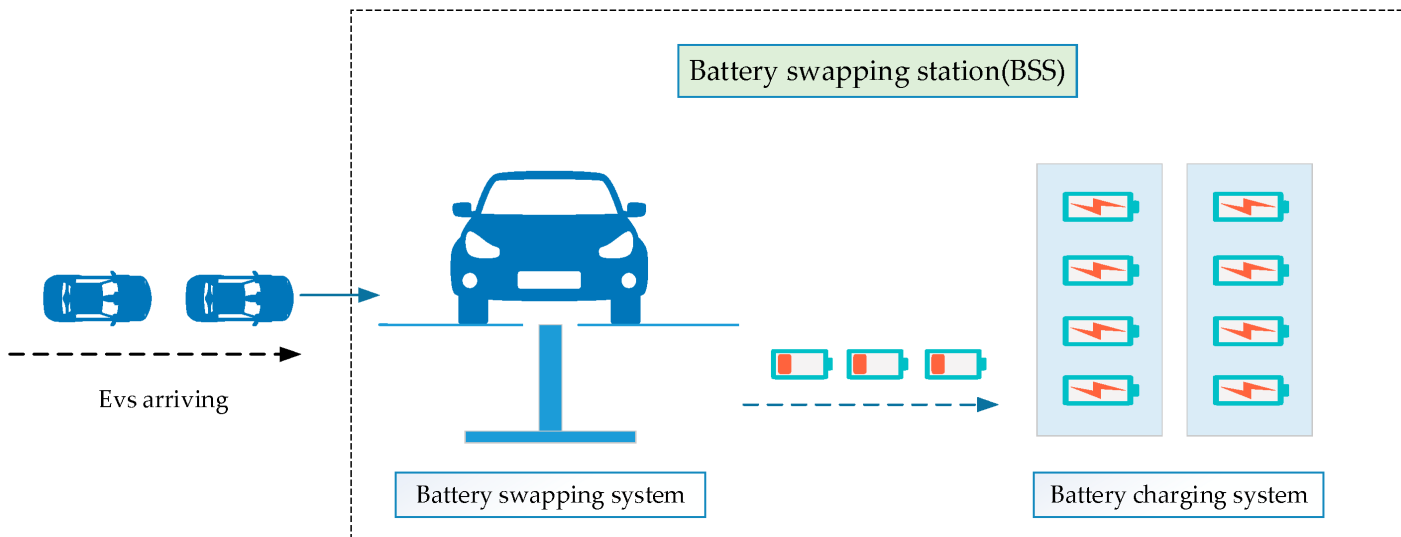 Battery swapping station(BSS)
Evs arriving
Battery swapping system
Battery charging system